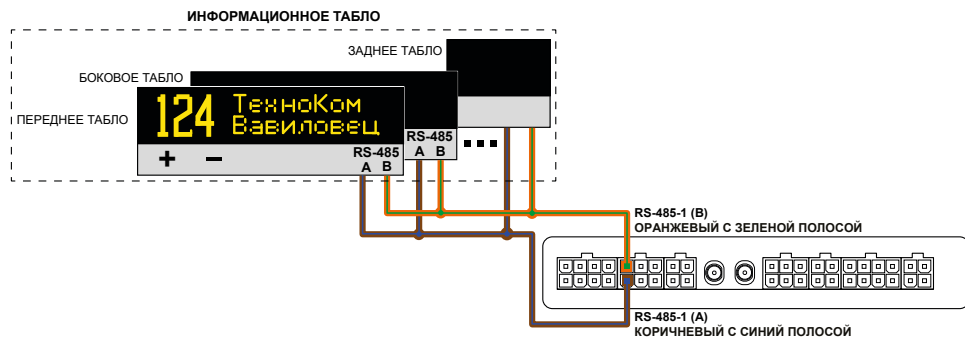 ИНФОРМАЦИОННОЕ ТАБЛО
ЗАДНЕЕ ТАБЛО
БОКОВОЕ ТАБЛО
ПЕРЕДНЕЕ ТАБЛО
124 ТехноКом
Вавиловец
+ −
RS-485
A B
RS-485
A B
...
RS-485-1 (B)
ОРАНЖЕВЫЙ С ЗЕЛЕНОЙ ПОЛОСОЙ
RS-485-1 (A)
КОРИЧНЕВЫЙ С СИНИЙ ПОЛОСОЙ